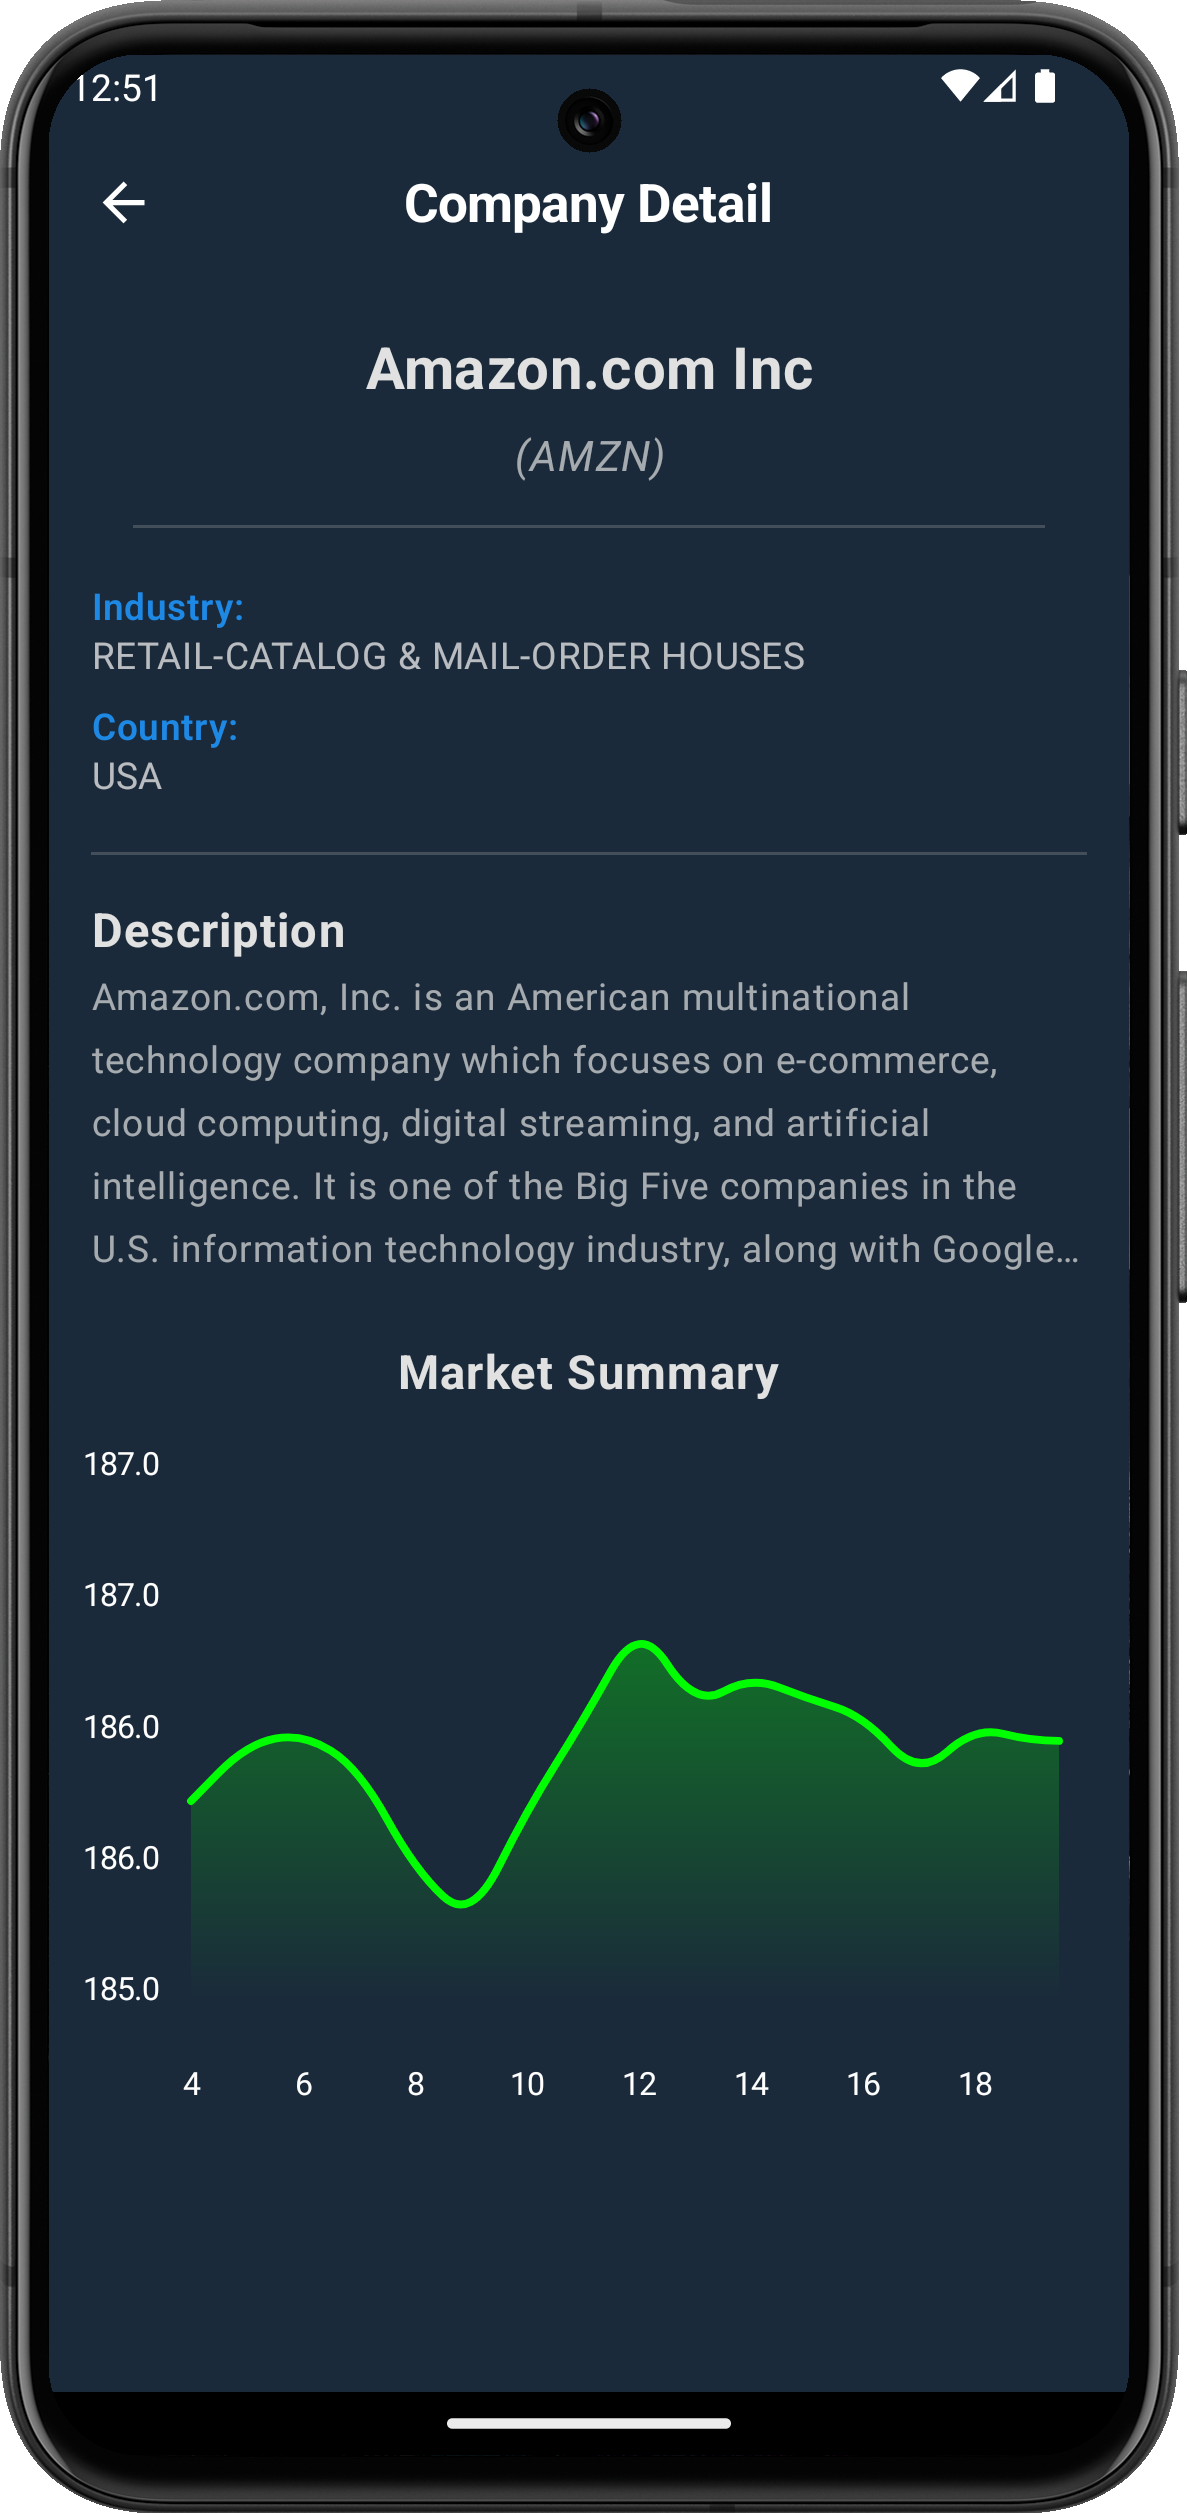 12:51
Company Detail
Amazon.com Inc
(AMZN)
Industry:
RETAIL-CATALOG & MAIL-ORDER HOUSES
Country:
USA
Description
Amazon.com, Inc. is an American multinational
technology company which focuses on e-commerce,
cloud computing, digital streaming, and artificial
intelligence. It is one of the Big Five companies in the
U.S. information technology industry, along with Google…
Market Summary
187.0
187.0
186.0
186.0
185.0
4 6 8 10 12 14 16 18